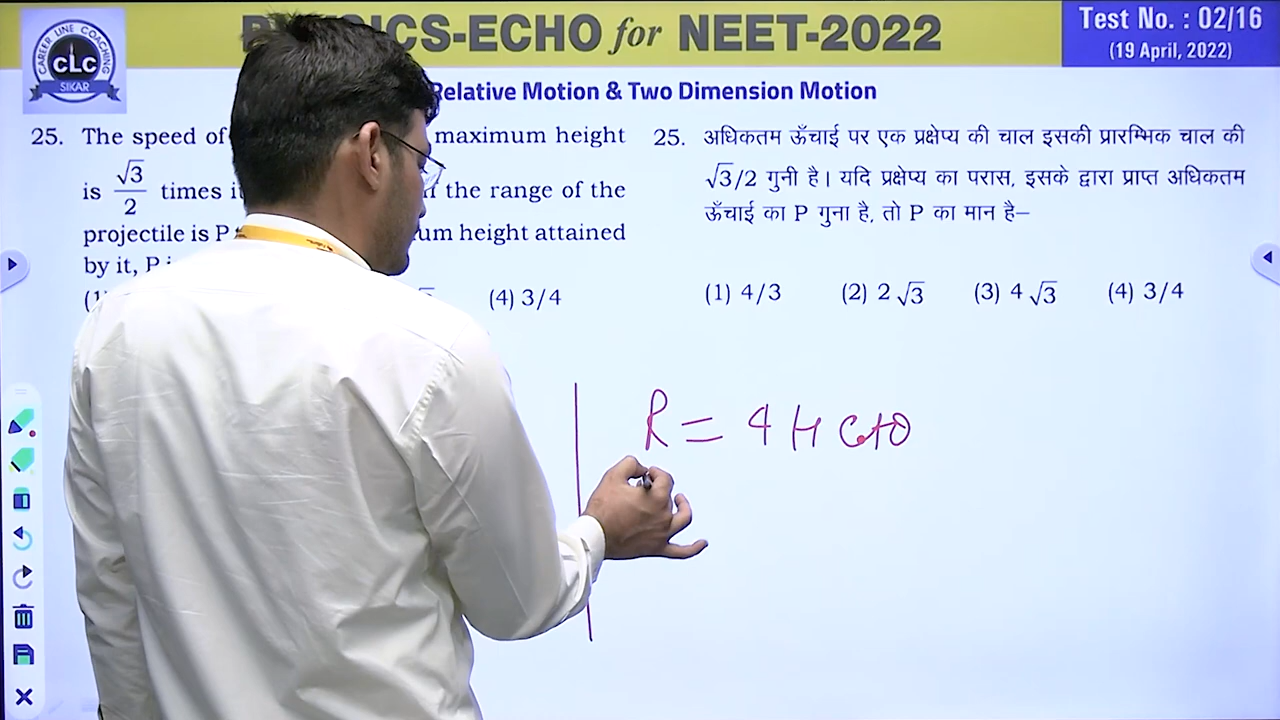 CS-ECHO for NEET-2022
Test No. : 02/16
(19 April, 2022)
CAREER LINE COACHING
CLC
SIKAR
Relative Motion & Two Dimension Motion
25. The speed of maximum height
is √3/2 times the range of the
projectile is P height attained
by it, P
(4) 3/4
25. अधिकतम ऊँचाई पर एक प्रक्षेप्य की चाल इसकी प्रारम्भिक चाल की
√3/2 गुनी है। यदि प्रक्षेप्य का परास, इसके द्वारा प्राप्त अधिकतम
ऊँचाई का P गुना है, तो P का मान है–
(1) 4/3 (2) 2√3 (3) 4√3 (4) 3/4
R = 4 H Cotθ